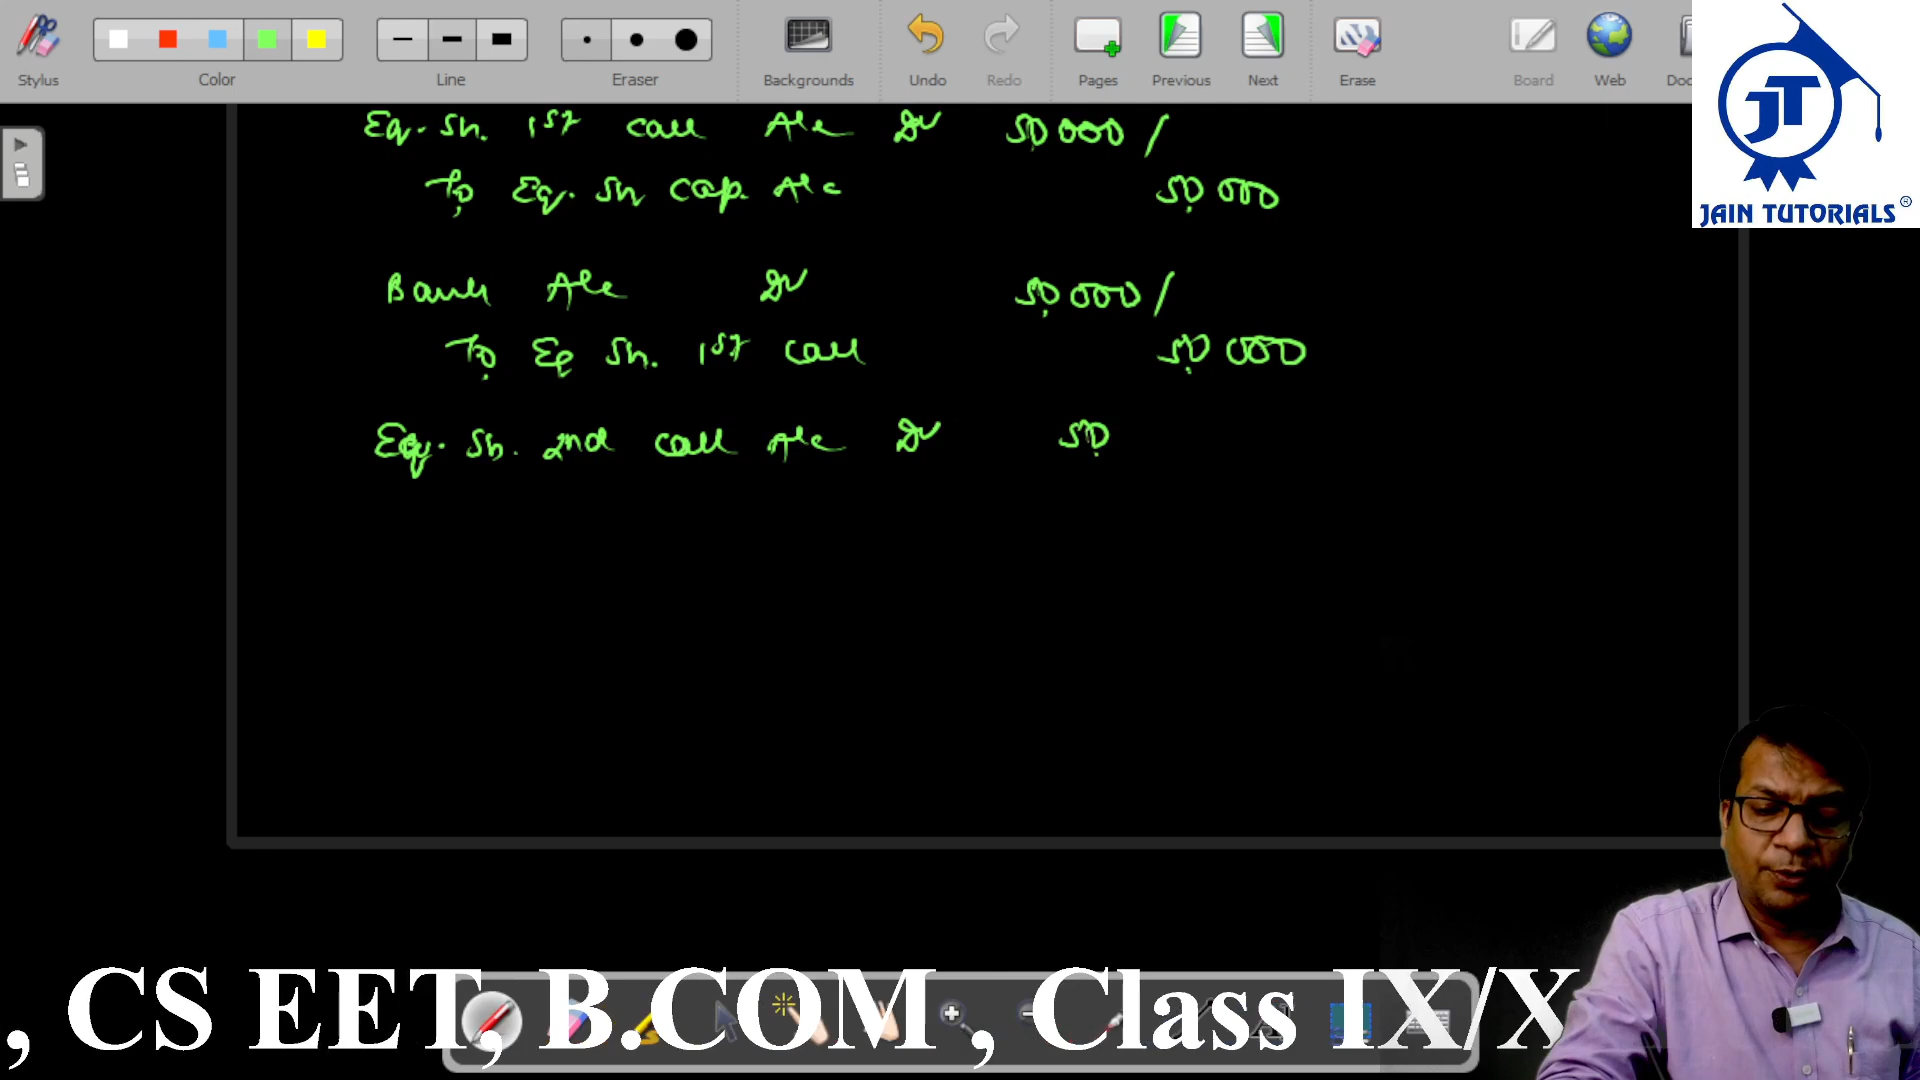 Stylus
Color
Line
Eraser
Backgrounds
Undo
Redo
Pages
Previous
Next
Erase
Board
Web
JT
JAIN TUTORIALS®
Eq. Sh. 1st call A/c Dr 50,000/
To Eq. Sh Cap. A/c 50,000
Bank A/c Dr 50,000/
To Eq Sh. 1st call 50,000
Eq. Sh. 2nd call A/c Dr 50,
, CS EET, B.COM , Class IX/X